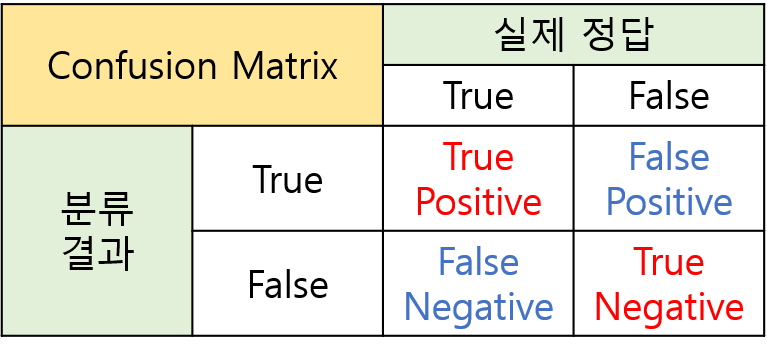 Confusion Matrix
실제 정답
True
False
분류
결과
True
True
Positive
False
Positive
False
False
Negative
True
Negative